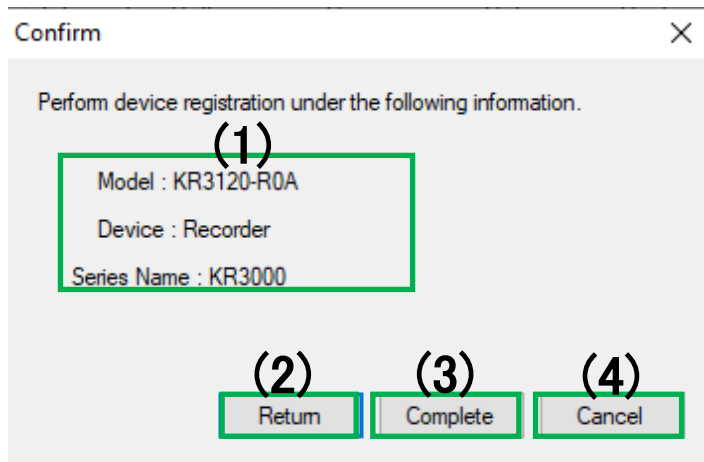 Confirm
Perform device registration under the following information.
(1)
Model : KR3120-R0A
Device : Recorder
Series Name : KR3000
(2) (3) (4)
Return Complete Cancel